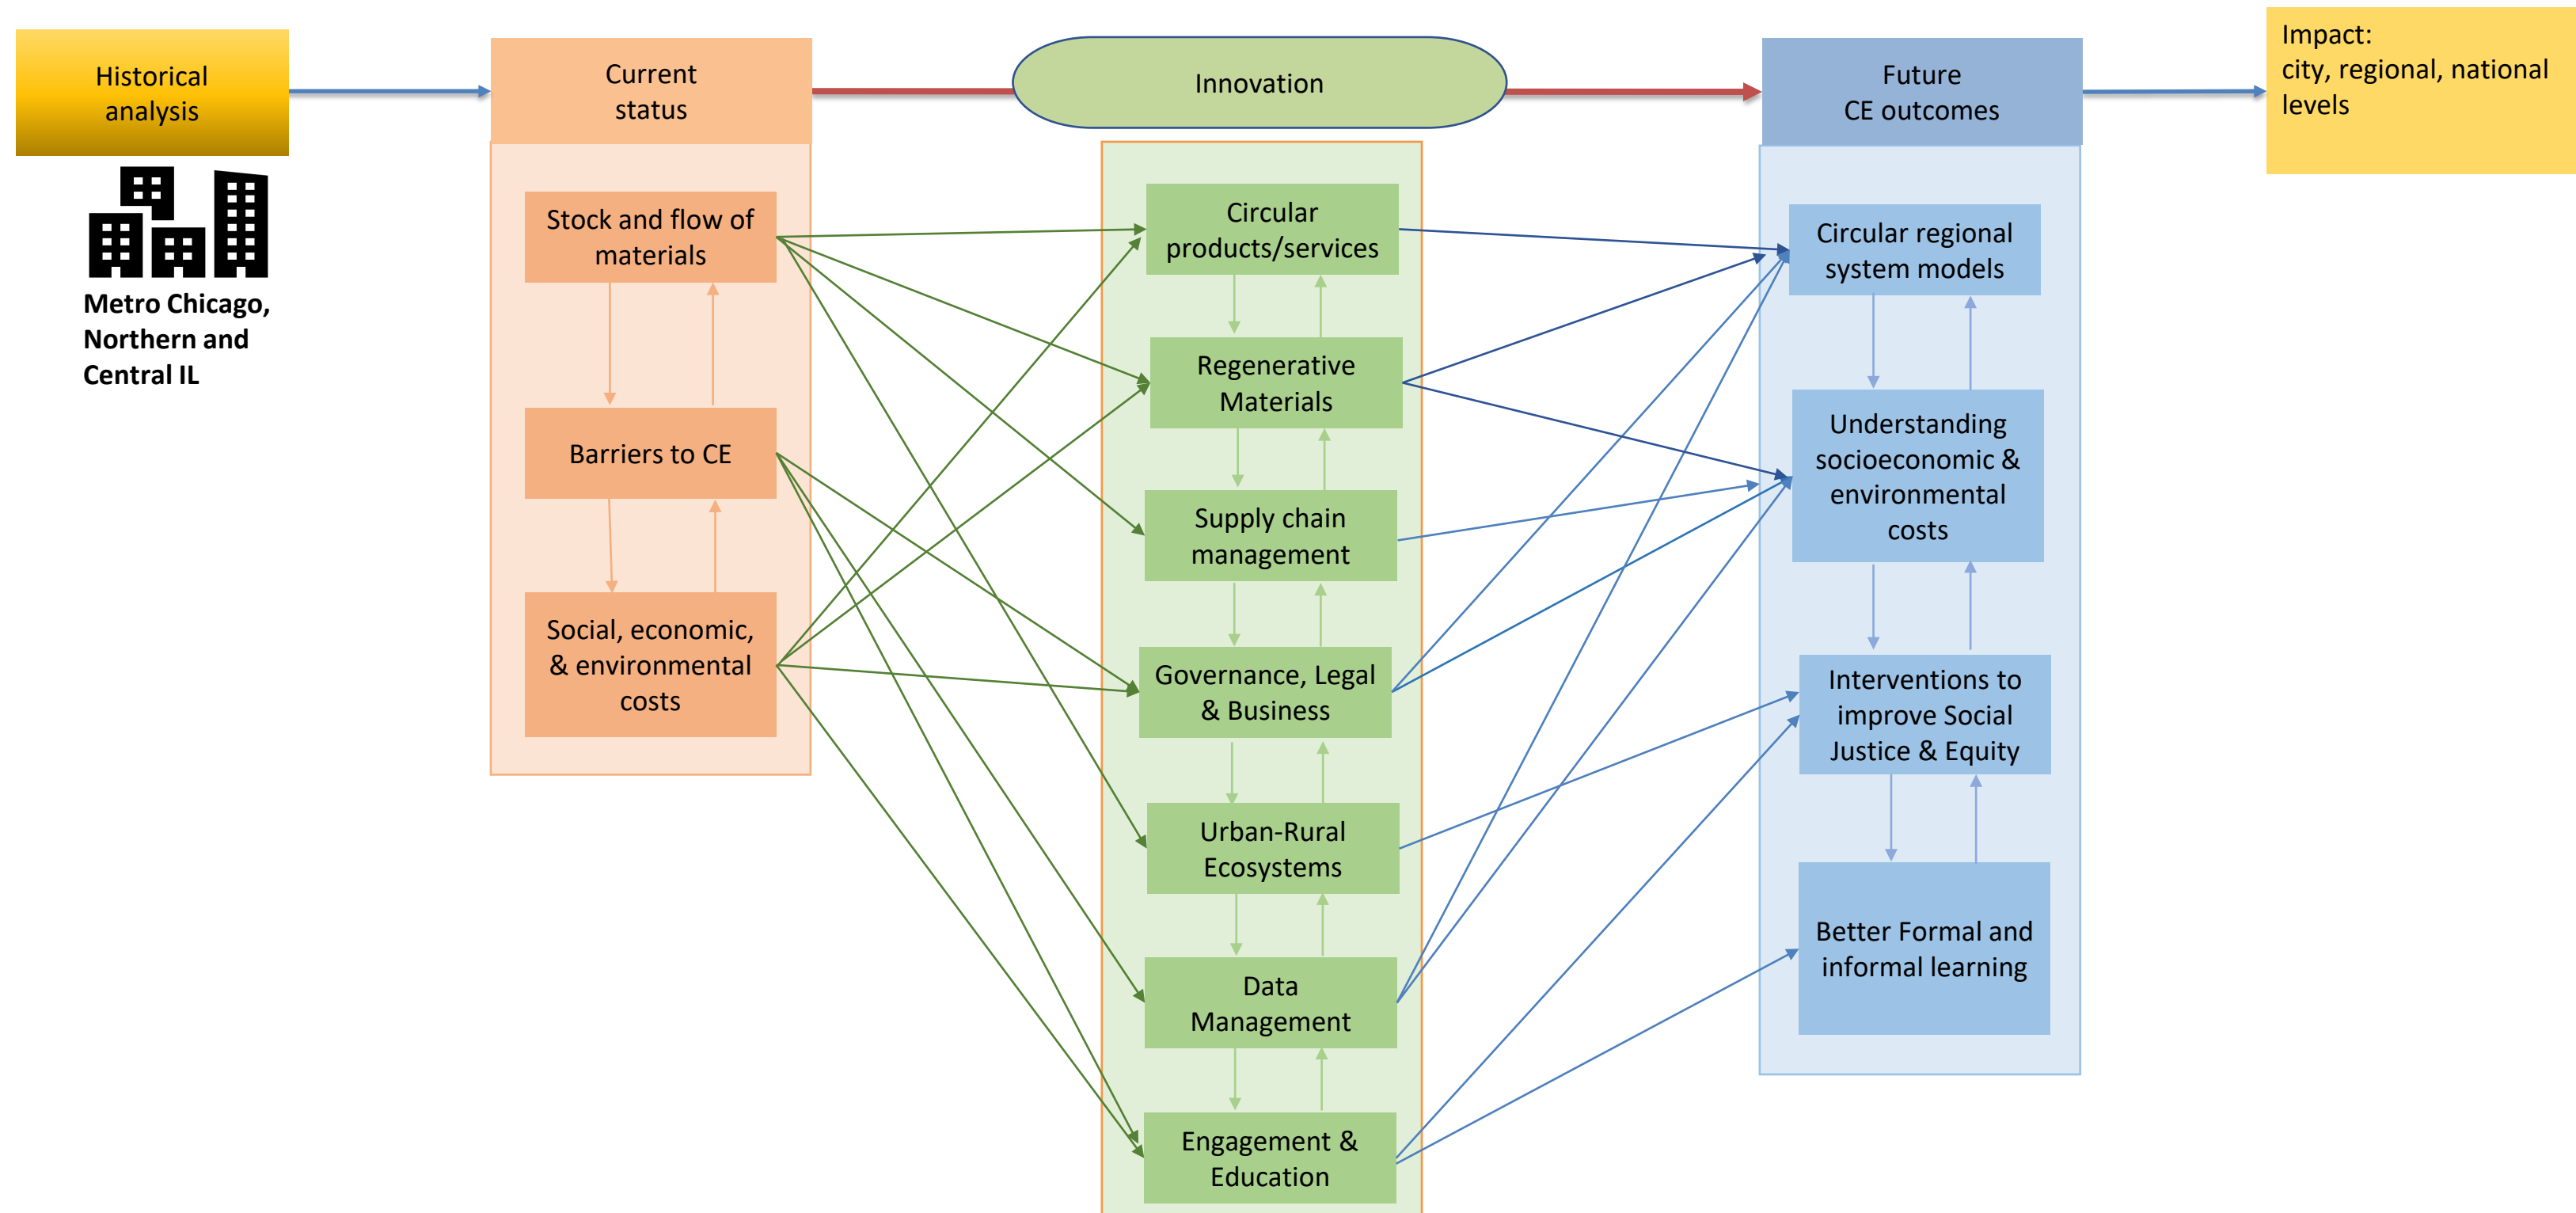 Historical
analysis
Metro Chicago,
Northern and
Central IL
Current
status
Stock and flow of
materials
Barriers to CE
Social, economic,
& environmental
costs
Innovation
Circular
products/services
Regenerative
Materials
Supply chain
management
Governance, Legal
& Business
Urban-Rural
Ecosystems
Data
Management
Engagement &
Education
Future
CE outcomes
Circular regional
system models
Understanding
socioeconomic &
environmental
costs
Interventions to
improve Social
Justice & Equity
Better Formal and
informal learning
Impact:
city, regional, national
levels